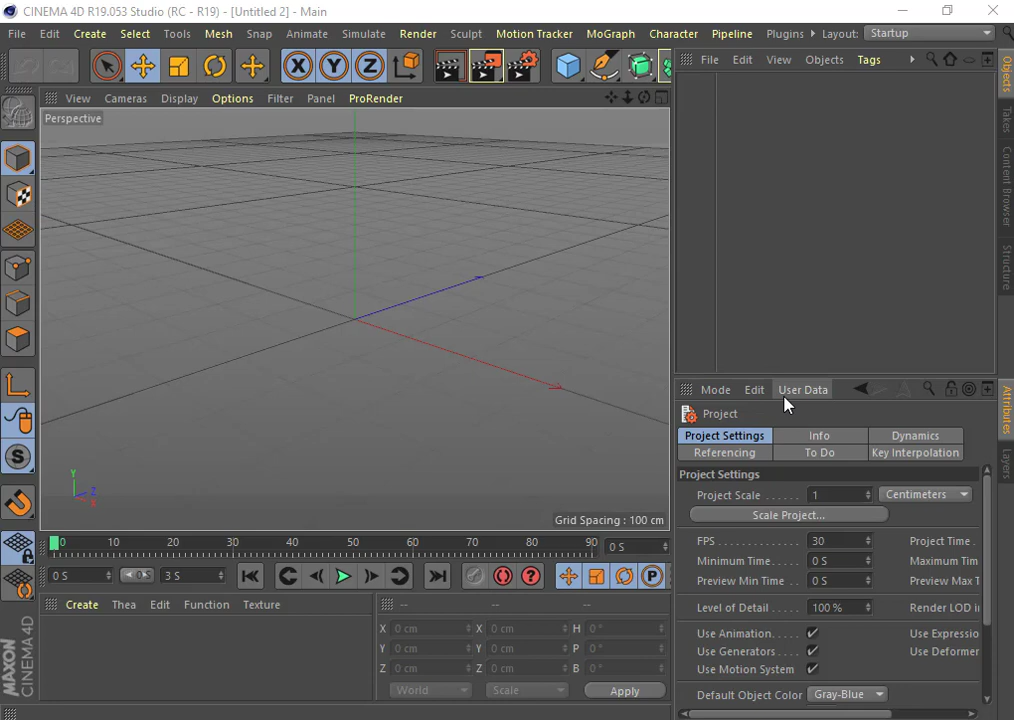 CINEMA 4D R19.053 Studio (RC - R19) - [Untitled 2] - Main
File Edit Create Select Tools Mesh Snap Animate Simulate Render Sculpt Motion Tracker MoGraph Character Pipeline Plugins Layout: Startup
X Y Z
File Edit View Objects Tags
Objects
Takes
Content Browser
Structure
View Cameras Display Options Filter Panel ProRender
Perspective
Y
Z
X
Grid Spacing : 100 cm
S
Mode Edit User Data
Attributes
Layers
Project
Project Settings Info Dynamics
Referencing To Do Key Interpolation
Project Settings
Project Scale . . . . . . 1 Centimeters
Scale Project...
FPS . . . . . . . . . . . . 30 Project Time .
Minimum Time. . . . 0 S Maximum Tim
Preview Min Time . . 0 S Preview Max T
Level of Detail . . . . . 100 % Render LOD i
Use Animation. . . . . Use Expressio
Use Generators . . . . Use Deformer
Use Motion System
Default Object Color Gray-Blue
0 10 20 30 40 50 60 70 80 90 0 S
0 S 0 S 3 S ? P
Create Thea Edit Function Texture
-- -- --
X 0 cm X 0 cm H 0 °
Y 0 cm Y 0 cm P 0 °
Z 0 cm Z 0 cm B 0 °
World Scale Apply
MAXON
CINEMA 4D